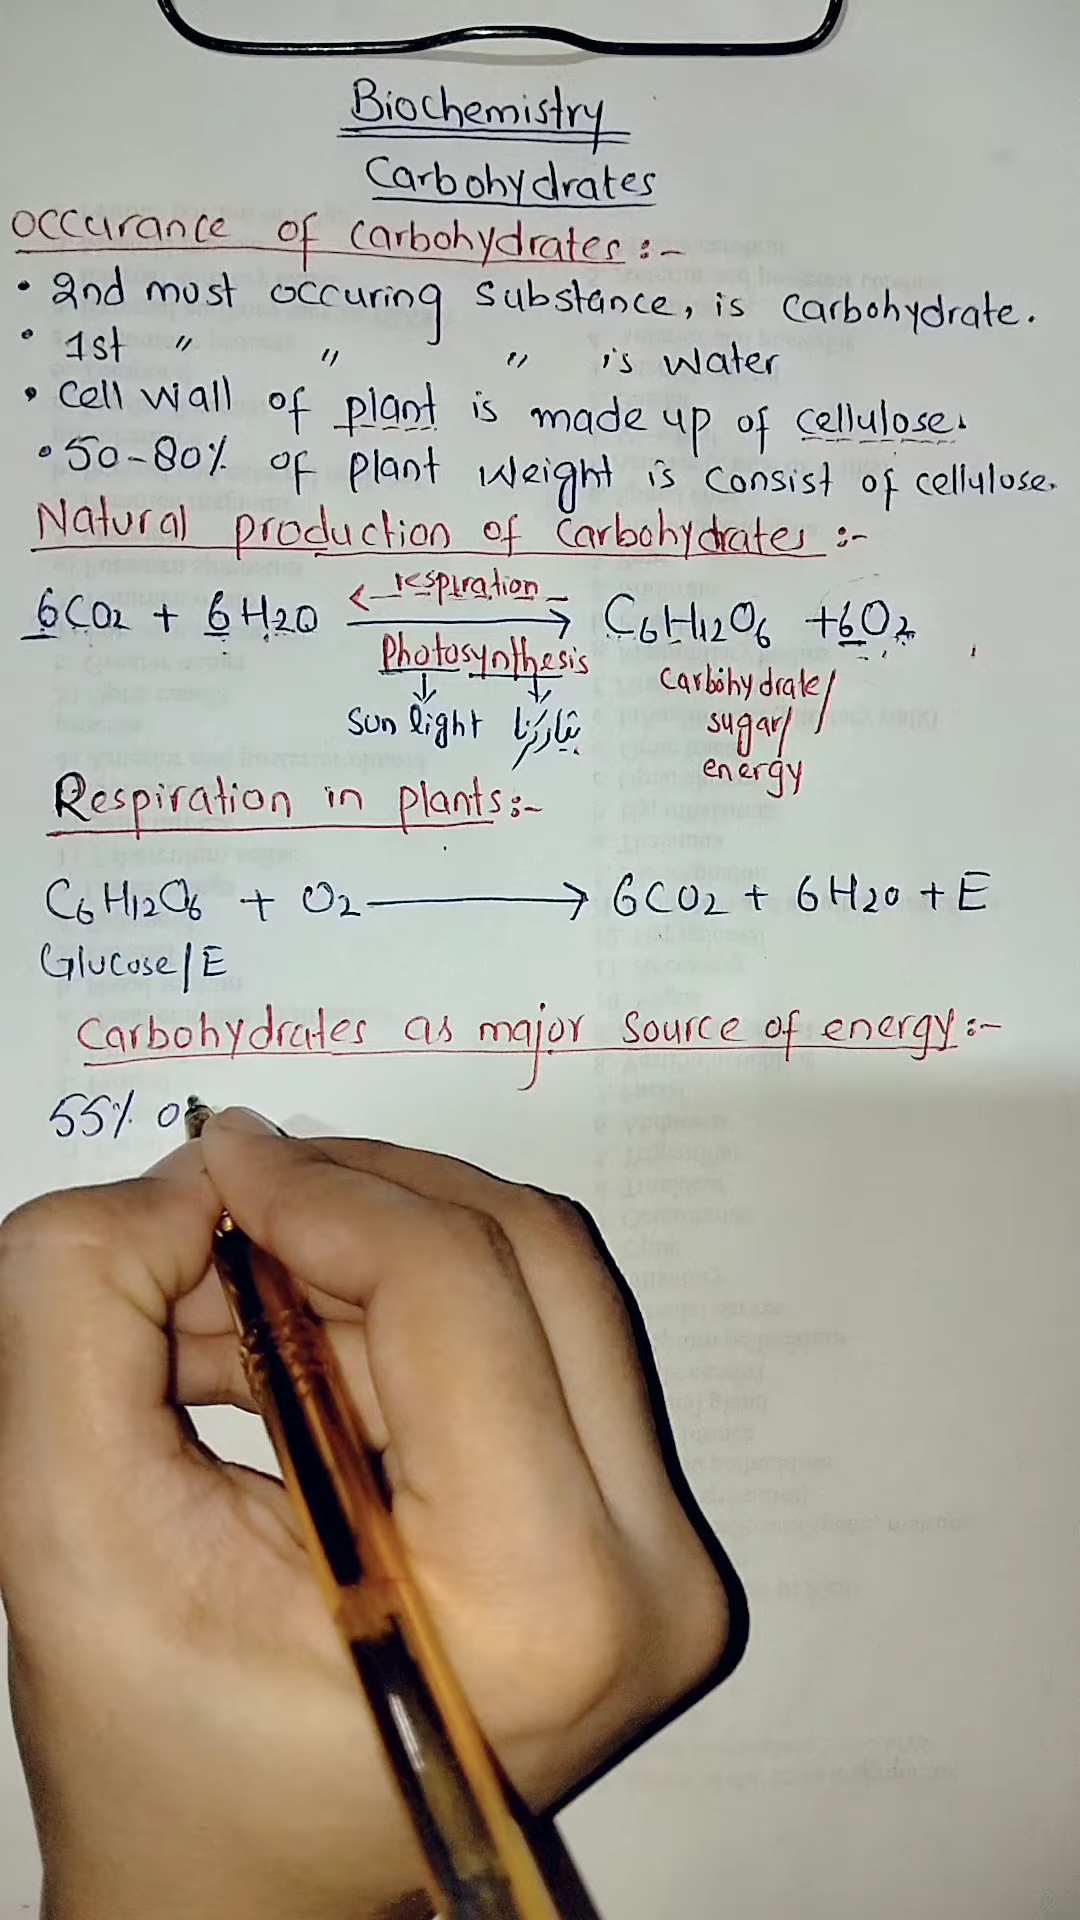 Biochemistry
Carbohydrates
Occurance of carbohydrates :-
• 2nd most occuring substance, is carbohydrate.
• 1st " " " is water
• Cell wall of plant is made up of cellulose.
• 50-80% of plant weight is consist of cellulose.
Natural production of carbohydrates :-
respiration
6CO2 + 6H2O ⟶ C6H12O6 + 6O2
Photosynthesis
Carbohydrate/
Sun light
sugar/
energy
Respiration in plants:-
C6H12O6 + O2 ⟶ 6CO2 + 6H2O + E
Glucose/E
Carbohydrates as major source of energy:-
55%